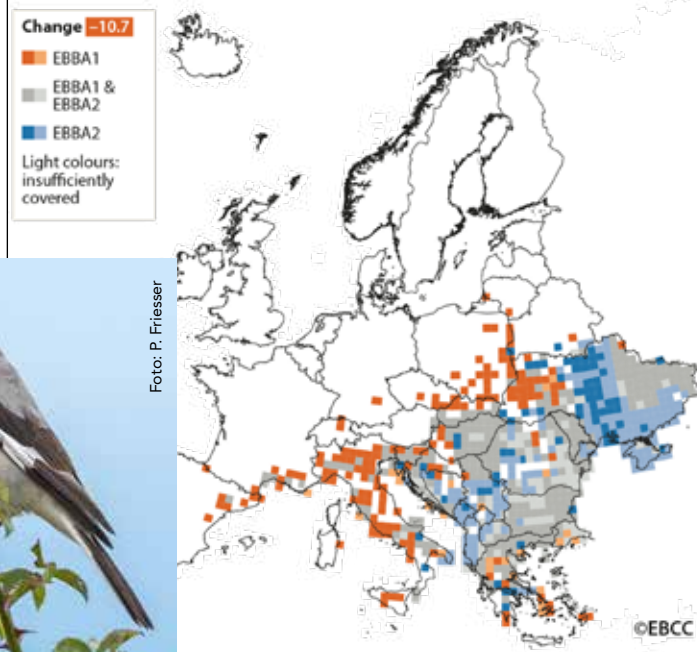 Change –10.7
EBBA1
EBBA1 &
EBBA2
EBBA2
Light colours:
insufficiently
covered
Foto: P. Friesser
©EBCC